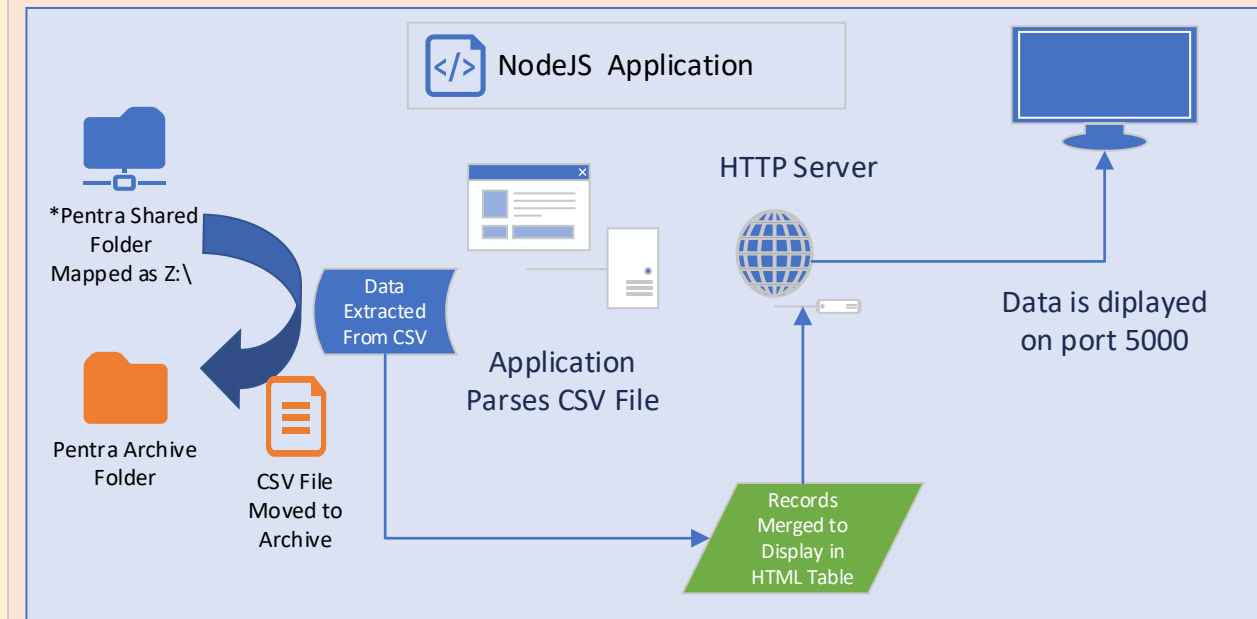 </> NodeJS Application
*Pentra Shared
Folder
Mapped as Z:\
Data
Extracted
From CSV
Pentra Archive
Folder
CSV File
Moved to
Archive
Application
Parses CSV File
HTTP Server
Records
Merged to
Display in
HTML Table
Data is diplayed
on port 5000